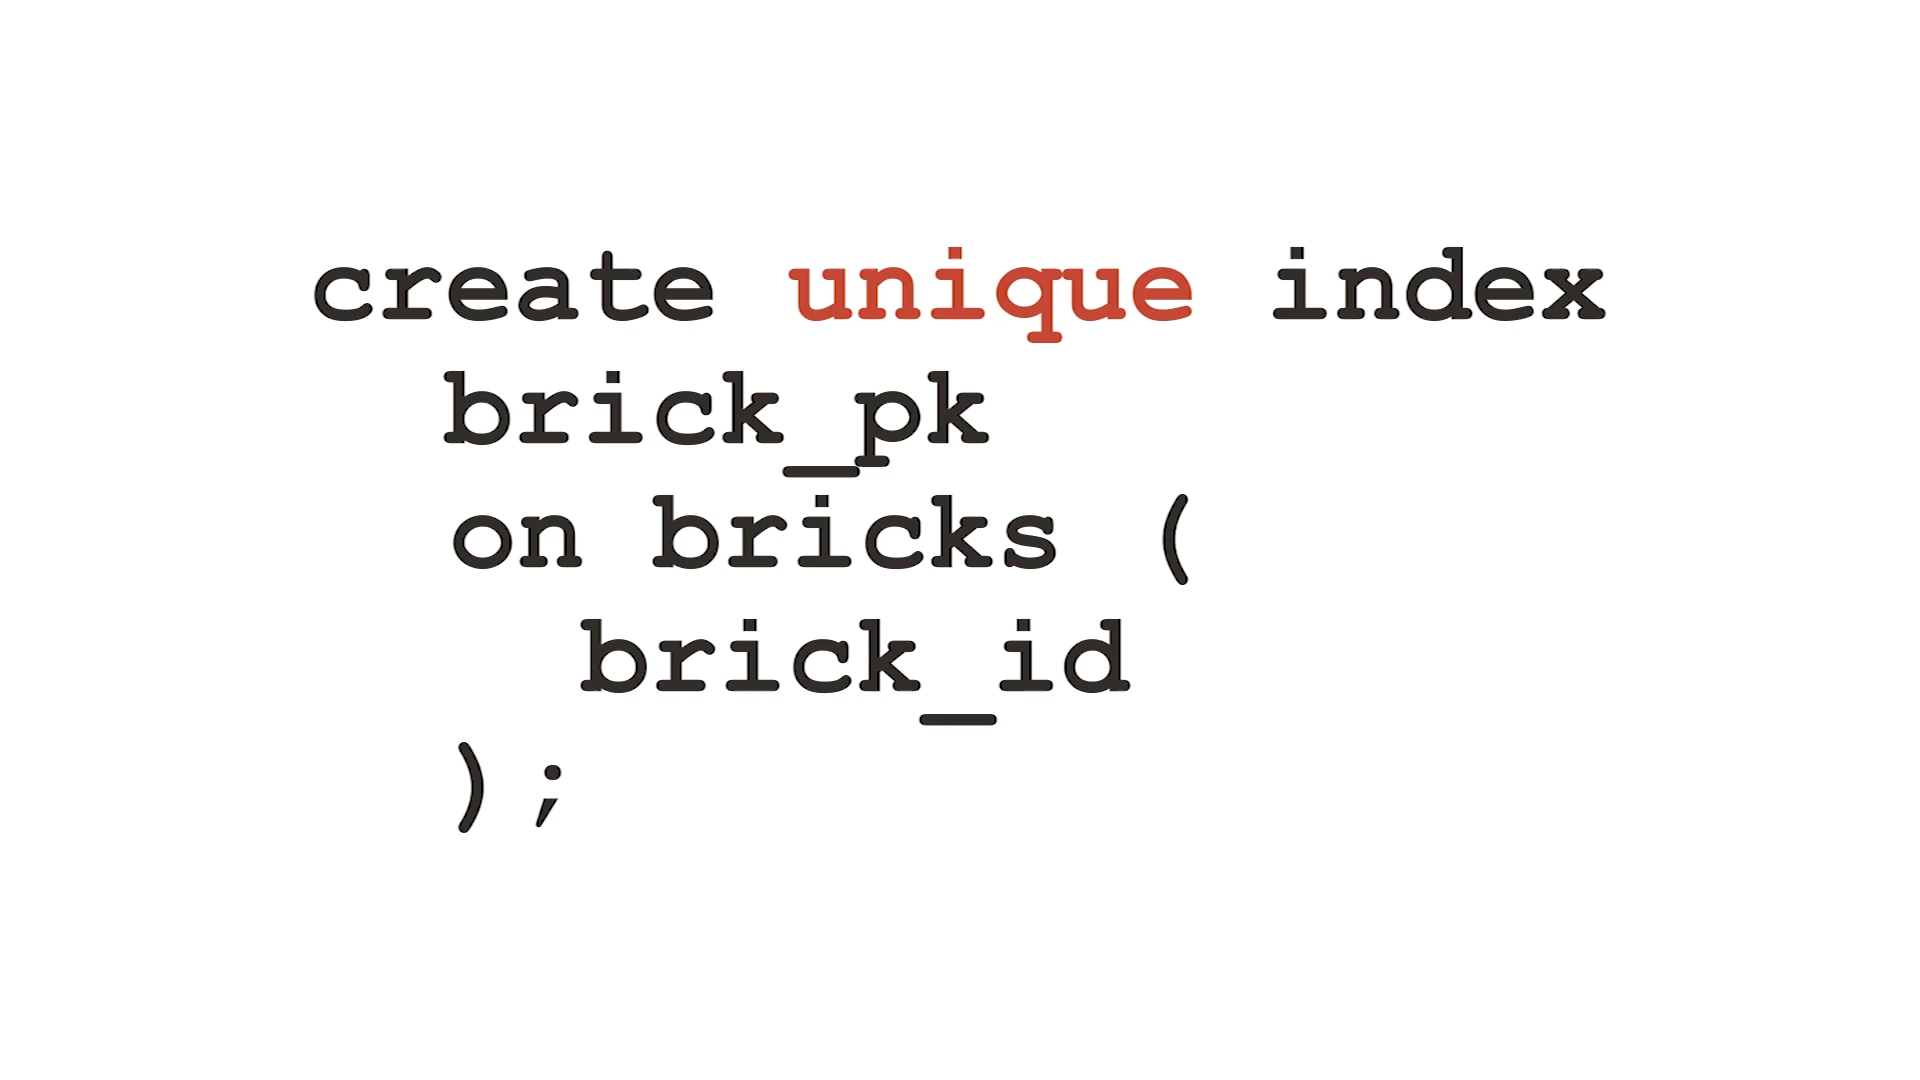 create unique index
brick_pk
on bricks (
brick_id
);